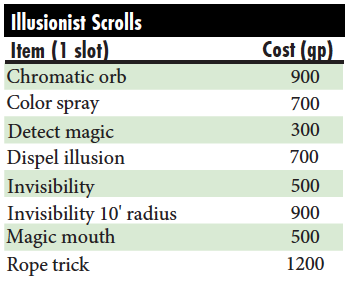 Illusionist Scrolls
Item (1 slot) Cost (gp)
Chromatic orb 900
Color spray 700
Detect magic 300
Dispel illusion 700
Invisibility 500
Invisibility 10' radius 900
Magic mouth 500
Rope trick 1200